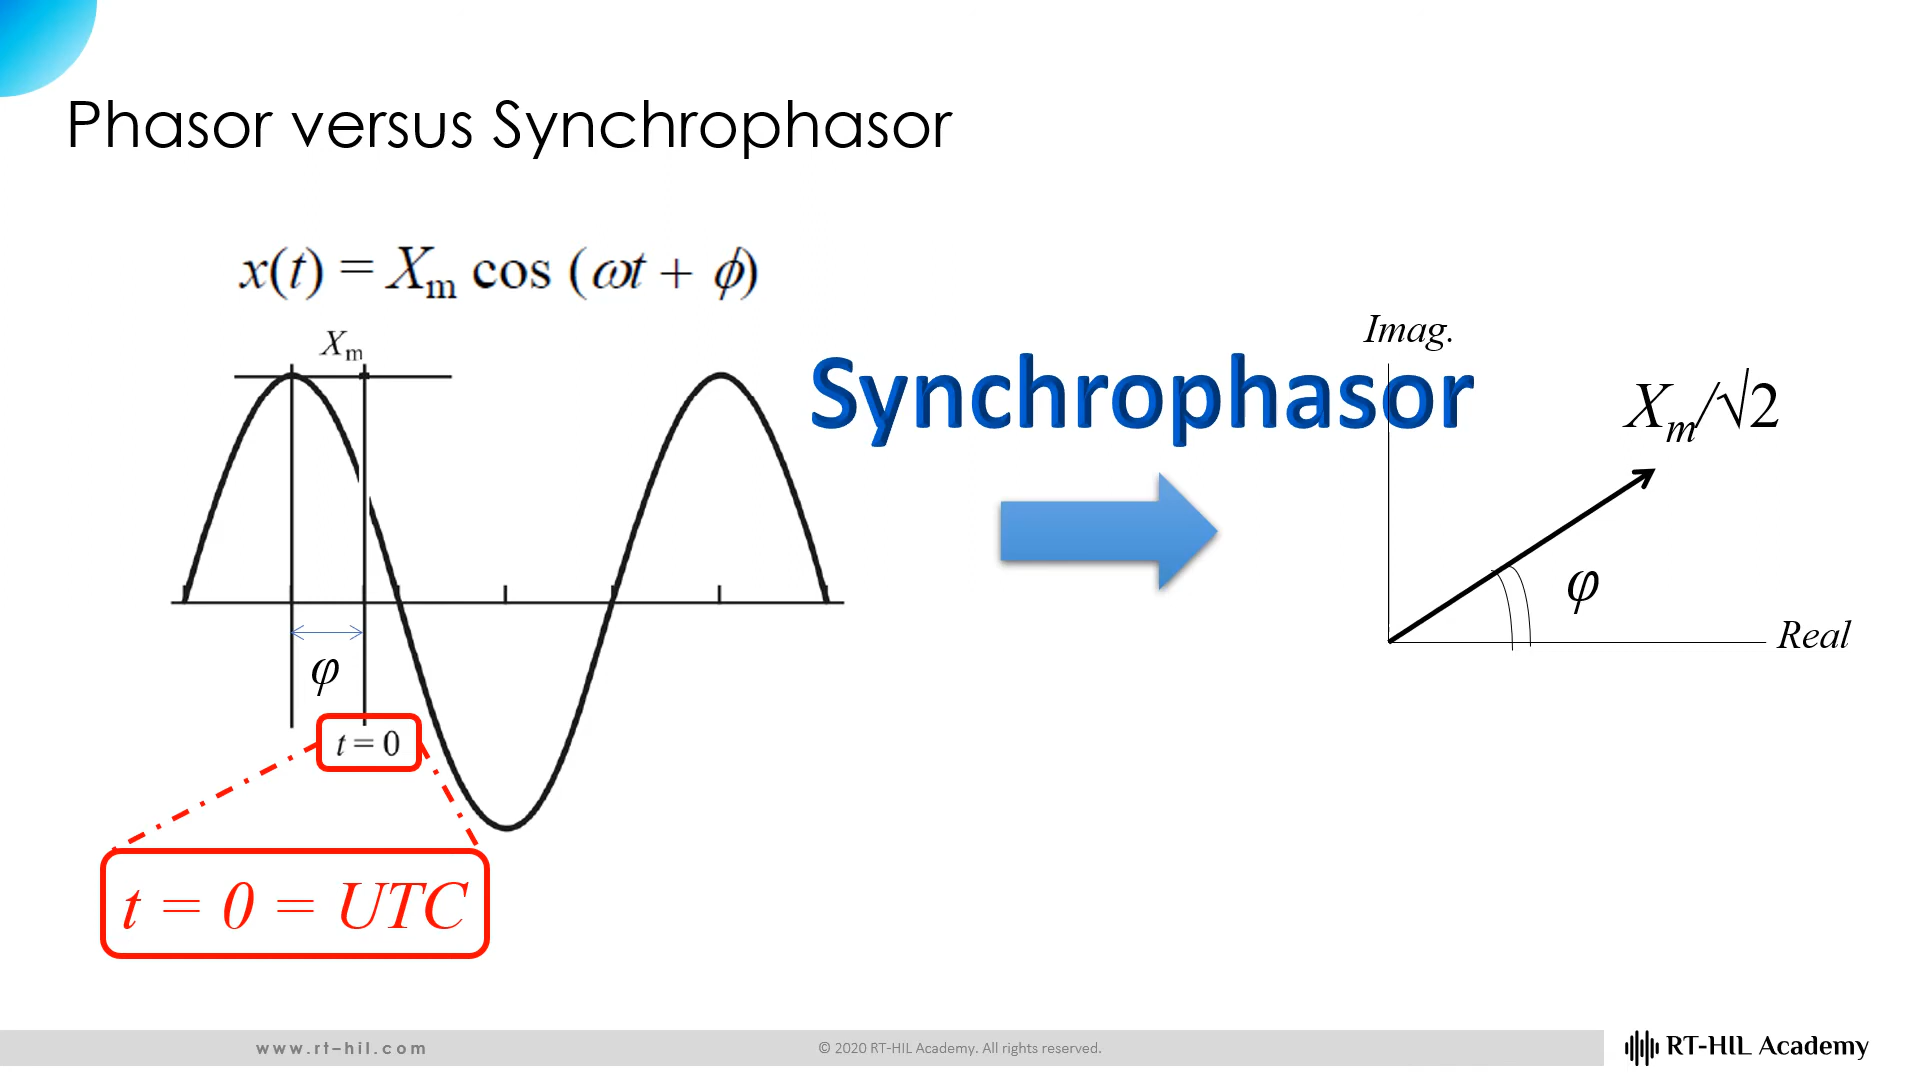 Phasor versus Synchrophasor
x(t) = Xm cos (ωt + ϕ)
Xm
φ
t = 0
t = 0 = UTC
Synchrophasor
Imag.
Xm/√2
φ
Real
www.rt-hil.com
© 2020 RT-HIL Academy. All rights reserved.
RT-HIL Academy